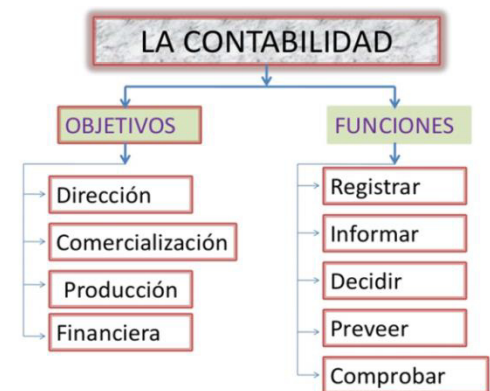 LA CONTABILIDAD
OBJETIVOS
Dirección
Comercialización
Producción
Financiera
FUNCIONES
Registrar
Informar
Decidir
Preveer
Comprobar